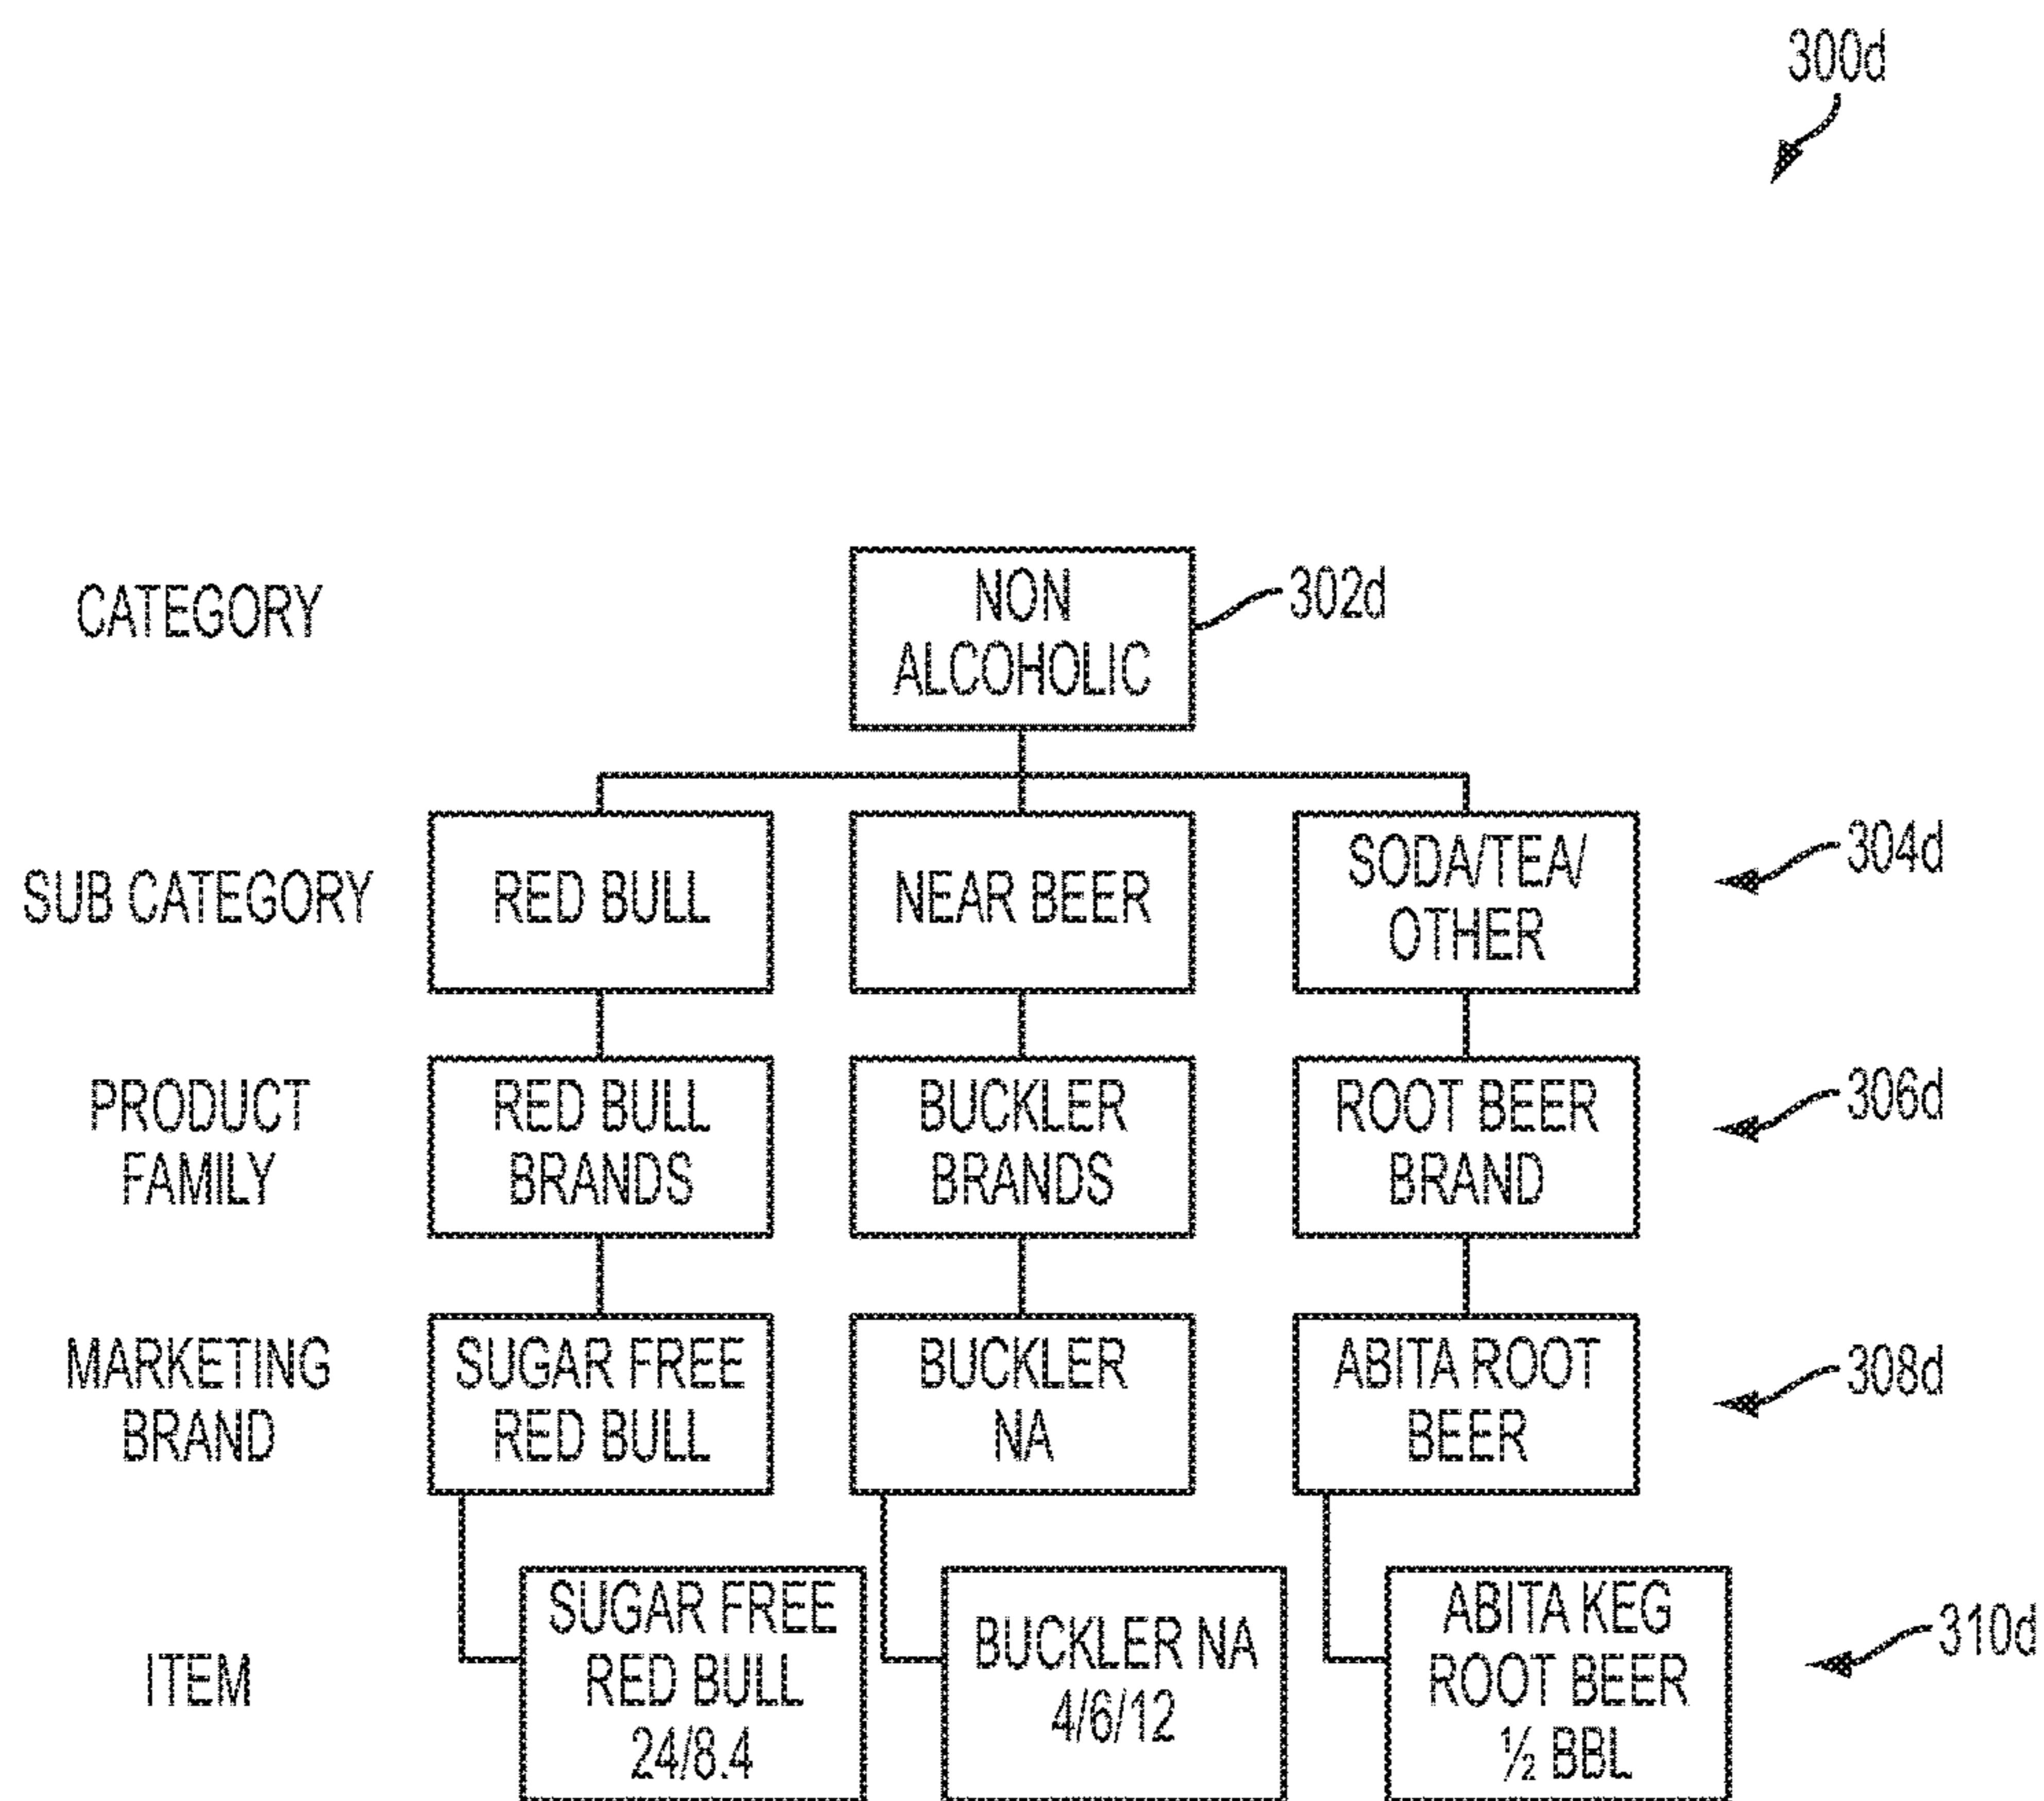 300d
CATEGORY
NON
ALCOHOLIC
302d
SUB CATEGORY
RED BULL
NEAR BEER
SODA/TEA/
OTHER
304d
PRODUCT
FAMILY
RED BULL
BRANDS
BUCKLER
BRANDS
ROOT BEER
BRAND
306d
MARKETING
BRAND
SUGAR FREE
RED BULL
BUCKLER
NA
ABITA ROOT
BEER
308d
ITEM
SUGAR FREE
RED BULL
24/8.4
BUCKLER NA
4/6/12
ABITA KEG
ROOT BEER
½ BBL
310d